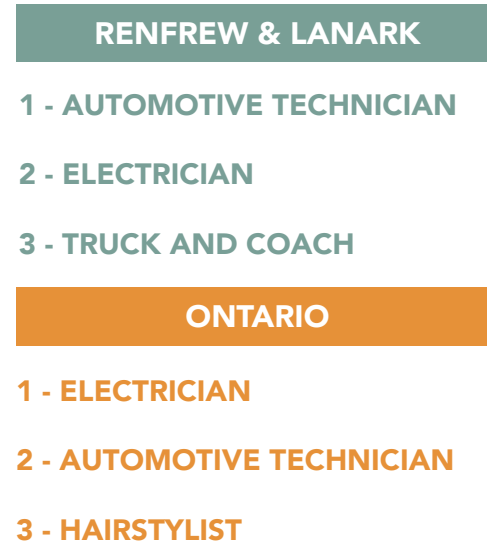 RENFREW & LANARK
1 - AUTOMOTIVE TECHNICIAN
2 - ELECTRICIAN
3 - TRUCK AND COACH
ONTARIO
1 - ELECTRICIAN
2 - AUTOMOTIVE TECHNICIAN
3 - HAIRSTYLIST